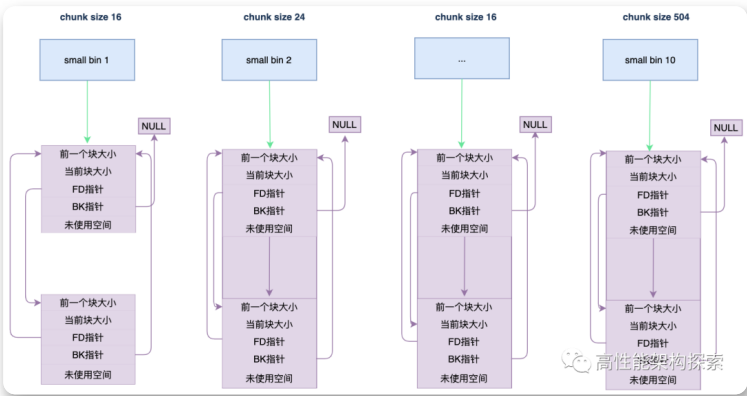 chunk size 16
chunk size 24
chunk size 16
chunk size 504
small bin 1
small bin 2
...
small bin 10
NULL
NULL
NULL
NULL
前一个块大小
当前块大小
FD指针
BK指针
未使用空间
前一个块大小
当前块大小
FD指针
BK指针
未使用空间
前一个块大小
当前块大小
FD指针
BK指针
未使用空间
前一个块大小
当前块大小
FD指针
BK指针
未使用空间
前一个块大小
当前块大小
FD指针
BK指针
未使用空间
前一个块大小
当前块大小
FD指针
BK指针
未使用空间
前一个块大小
当前块大小
FD指针
BK指针
未使用空间
前一个块大小
当前块大小
FD指针
BK指针
未使用空间
高性能架构探索